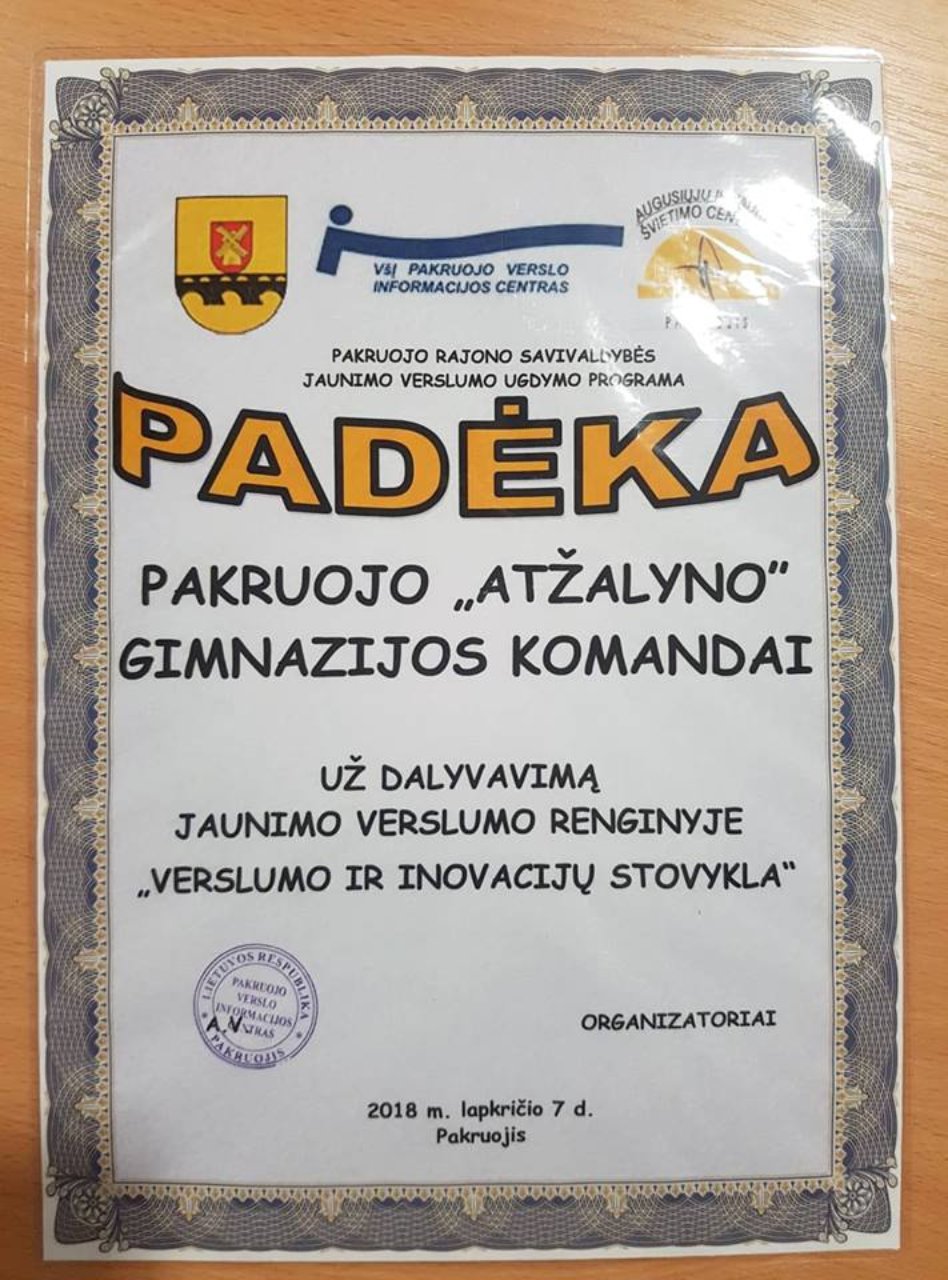 VšĮ PAKRUOJO VERSLO
INFORMACIJOS CENTRAS
AUGUSIŲJŲ
ŠVIETIMO
PAKRUOJO RAJONO SAVIVALDYBĖS
JAUNIMO VERSLUMO UGDYMO PROGRAMA
PADĖKA
PAKRUOJO „ATŽALYNO”
GIMNAZIJOS KOMANDAI
UŽ DALYVAVIMĄ
JAUNIMO VERSLUMO RENGINYJE
„VERSLUMO IR INOVACIJŲ STOVYKLA“
LIETUVOS RESPUBLIKA
PAKRUOJO
VERSLO
INFORMACIJOS
A.V.
PAKRUOJIS
ORGANIZATORIAI
2018 m. lapkričio 7 d.
Pakruojis